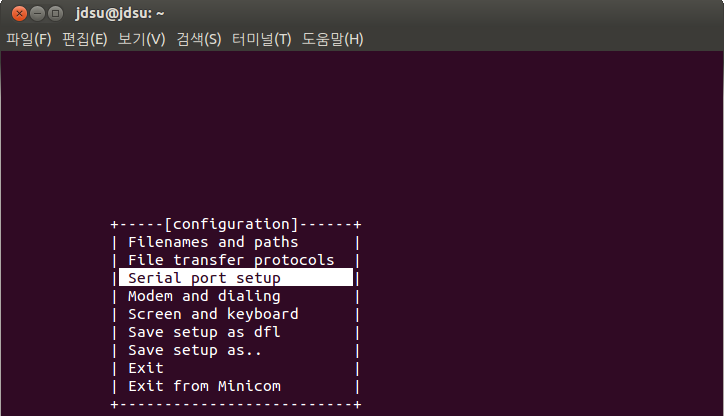 jdsu@jdsu: ~
파일(F) 편집(E) 보기(V) 검색(S) 터미널(T) 도움말(H)
+-----[configuration]------+
| Filenames and paths      |
| File transfer protocols  |
| Serial port setup        |
| Modem and dialing        |
| Screen and keyboard      |
| Save setup as dfl        |
| Save setup as..          |
| Exit                     |
| Exit from Minicom        |
+--------------------------+